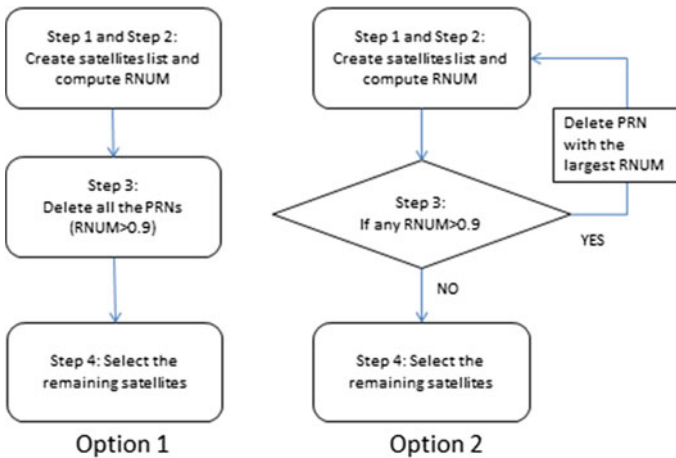 Step 1 and Step 2:
Create satellites list and
compute RNUM
Step 3:
Delete all the PRNs
(RNUM>0.9)
Step 4: Select the
remaining satellites
Option 1
Step 1 and Step 2:
Create satellites list and
compute RNUM
Delete PRN
with the
largest RNUM
Step 3:
If any RNUM>0.9
YES
NO
Step 4: Select the
remaining satellites
Option 2